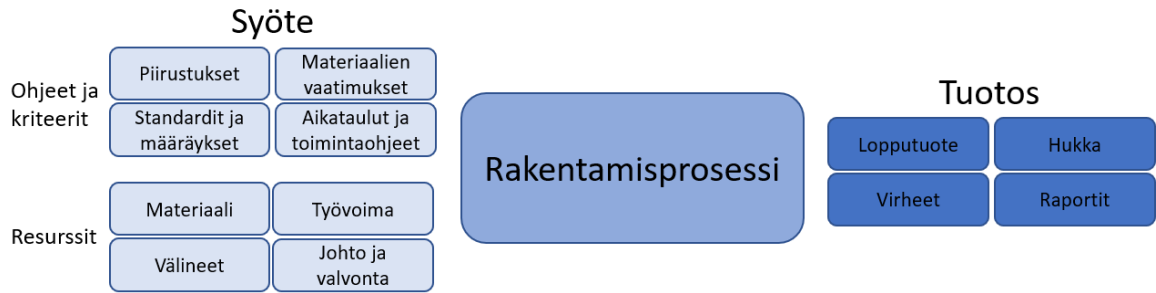 Syöte
Ohjeet ja
kriteerit
Piirustukset
Materiaalien
vaatimukset
Standardit ja
määräykset
Aikataulut ja
toimintaohjeet
Resurssit
Materiaali
Työvoima
Välineet
Johto ja
valvonta
Rakentamisprosessi
Tuotos
Lopputuote
Hukka
Virheet
Raportit